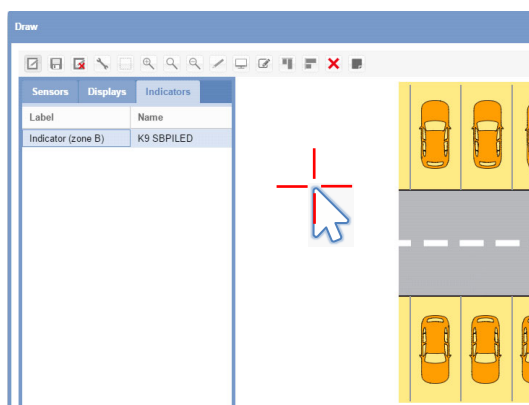 Draw
Sensors Displays Indicators
Label Name
Indicator (zone B) K9 SBPILED